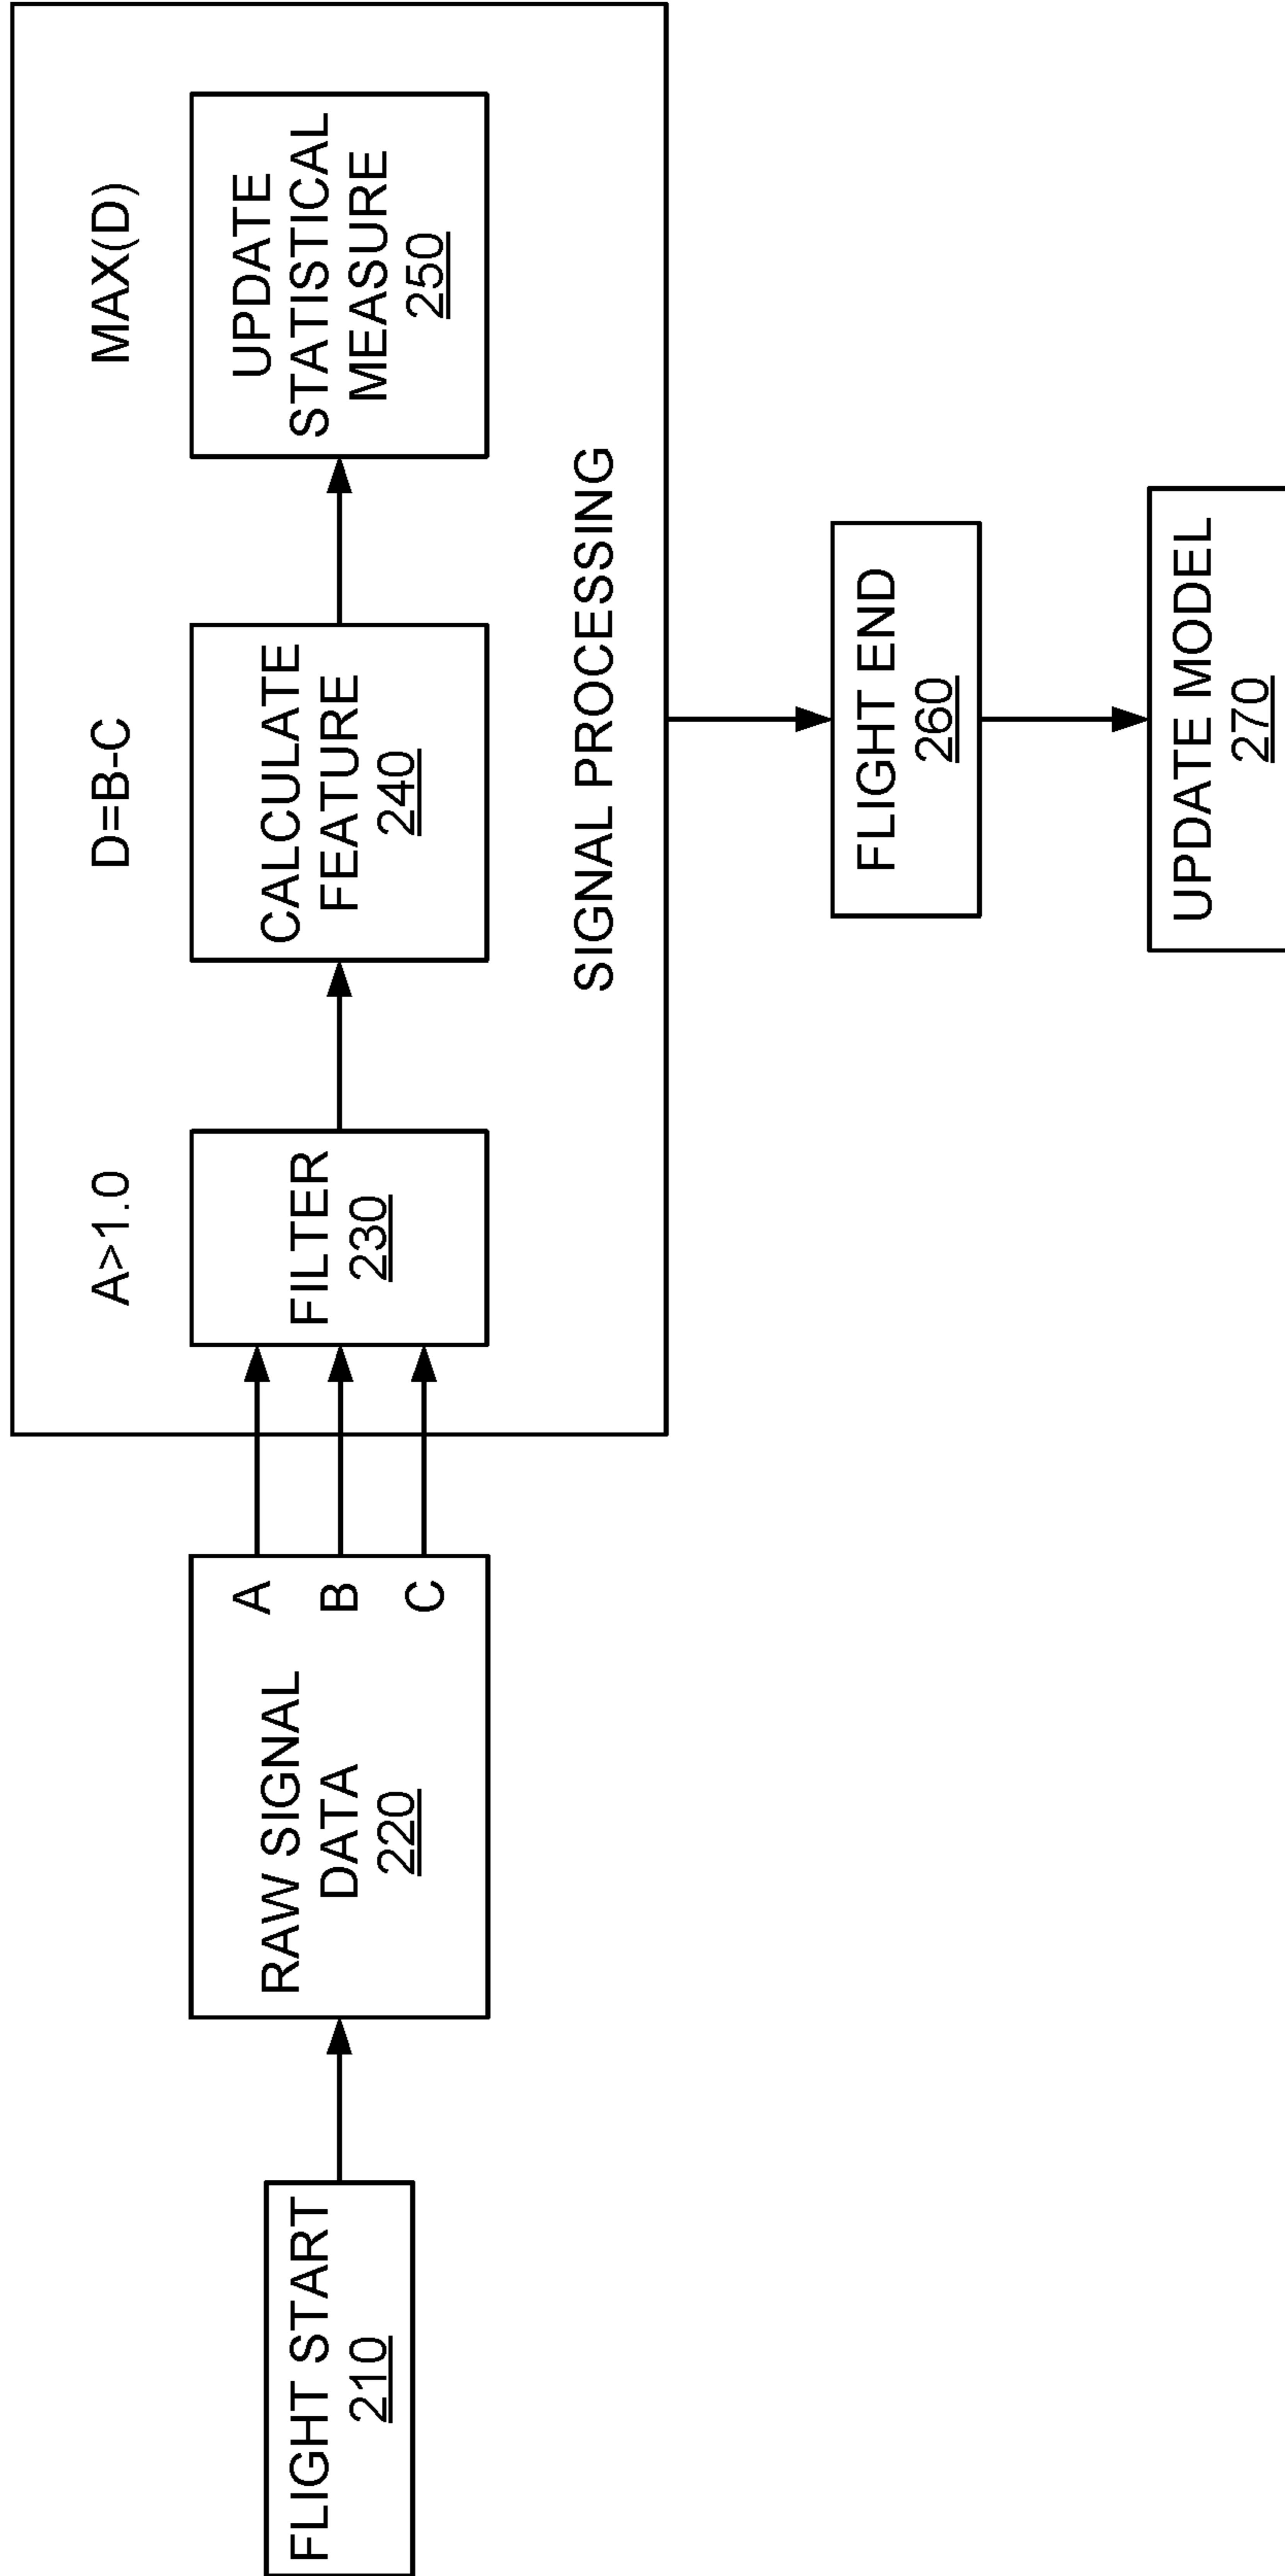 FLIGHT START
210
RAW SIGNAL
DATA
220
A
B
C
A>1.0
FILTER
230
D=B-C
CALCULATE
FEATURE
240
MAX(D)
UPDATE
STATISTICAL
MEASURE
250
SIGNAL PROCESSING
FLIGHT END
260
UPDATE MODEL
270